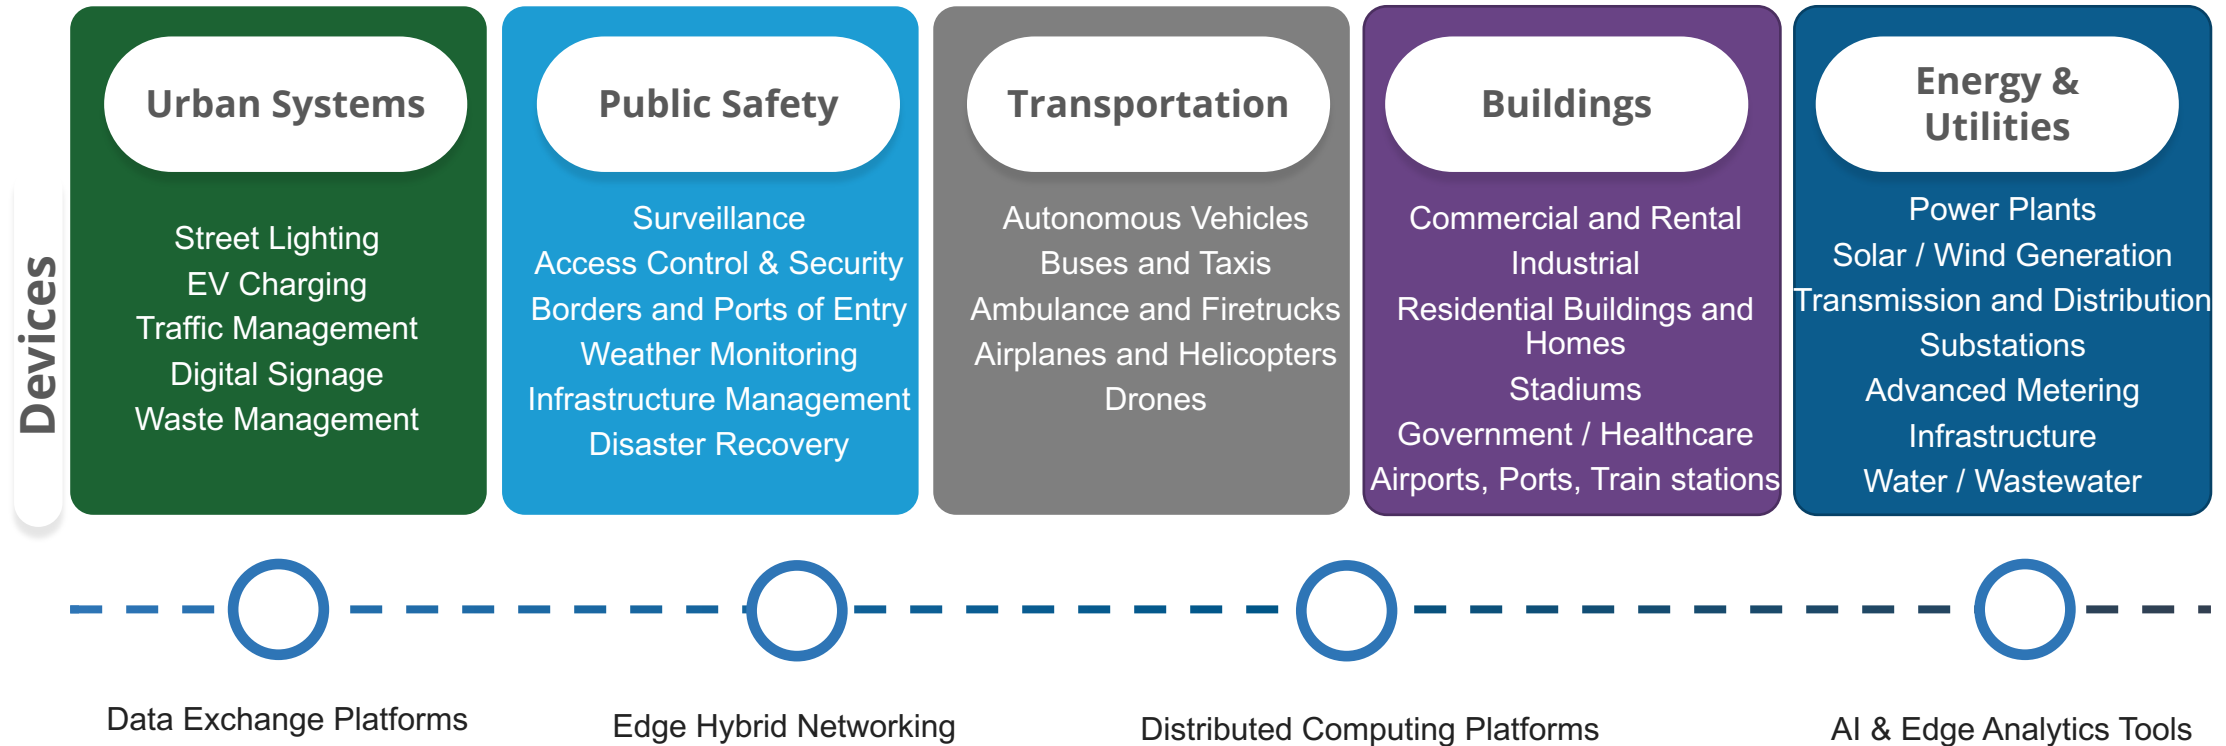 Devices
Urban Systems
Street Lighting
EV Charging
Traffic Management
Digital Signage
Waste Management
Public Safety
Surveillance
Access Control & Security
Borders and Ports of Entry
Weather Monitoring
Infrastructure Management
Disaster Recovery
Transportation
Autonomous Vehicles
Buses and Taxis
Ambulance and Firetrucks
Airplanes and Helicopters
Drones
Buildings
Commercial and Rental
Industrial
Residential Buildings and
Homes
Stadiums
Government / Healthcare
Airports, Ports, Train stations
Energy &
Utilities
Power Plants
Solar / Wind Generation
Transmission and Distribution
Substations
Advanced Metering
Infrastructure
Water / Wastewater
Data Exchange Platforms
Edge Hybrid Networking
Distributed Computing Platforms
AI & Edge Analytics Tools